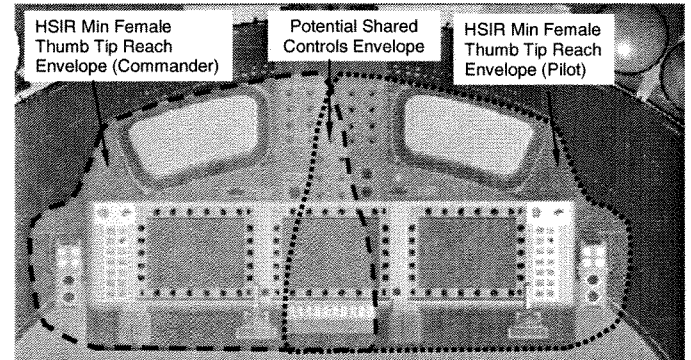 HSIR Min Female
Thumb Tip Reach
Envelope (Commander)
Potential Shared
Controls Envelope
HSIR Min Female
Thumb Tip Reach
Envelope (Pilot)